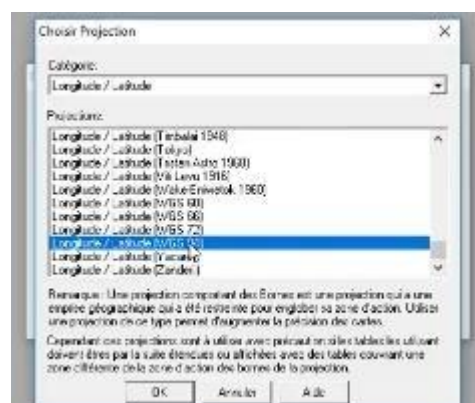 Choisir Projection
Catégorie:
Longitude / Latitude
Projections:
Longitude / Latitude (Timbalai 1948)
Longitude / Latitude (Tokyo)
Longitude / Latitude (Tristan Astro 1968)
Longitude / Latitude (Viti Levu 1916)
Longitude / Latitude (Wake-Eniwetok 1960)
Longitude / Latitude (WGS 60)
Longitude / Latitude (WGS 66)
Longitude / Latitude (WGS 72)
Longitude / Latitude (WGS 84)
Longitude / Latitude (Yacare)
Longitude / Latitude (Zanderij)
Remarque : Une projection comportant des Bornes est une projection qui a une
emprise géographique qui a été restreinte pour englober sa zone d'action. Utiliser
une projection de ce type permet d'augmenter la précision des cartes.
Cependant ces projections sont à utiliser avec précaution si les tables les utilisant
doivent êtres par la suite étendues ou affichées avec des tables couvrant une
zone différente de la zone d'action des bornes de la projection.
OK Annuler Aide